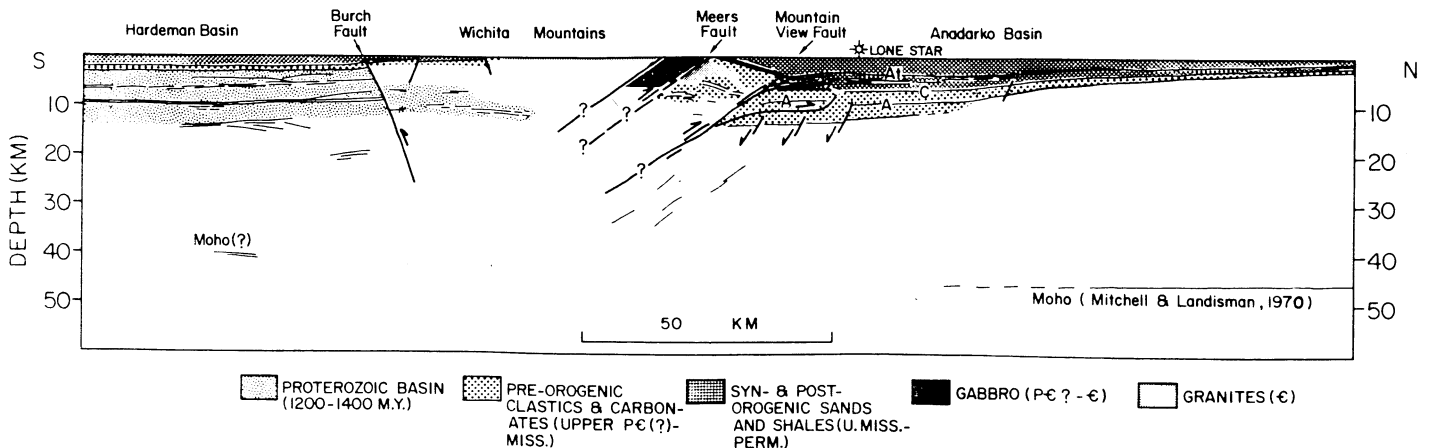 Hardeman Basin
Burch
Fault
Wichita Mountains
Meers
Fault
Mountain
View Fault
Anadarko Basin
LONE STAR
S
N
At
C
A
A
?
?
?
?
10
20
30
40
50
DEPTH (KM)
10
20
30
40
50
Moho(?)
Moho (Mitchell & Landisman, 1970)
50 KM
PROTEROZOIC BASIN
(1200-1400 M.Y.)
PRE-OROGENIC
CLASTICS & CARBON-
ATES (UPPER P€(?)-
MISS.)
SYN- & POST-
OROGENIC SANDS
AND SHALES (U. MISS.-
PERM.)
GABBRO (P€ ? - €)
GRANITES (€)